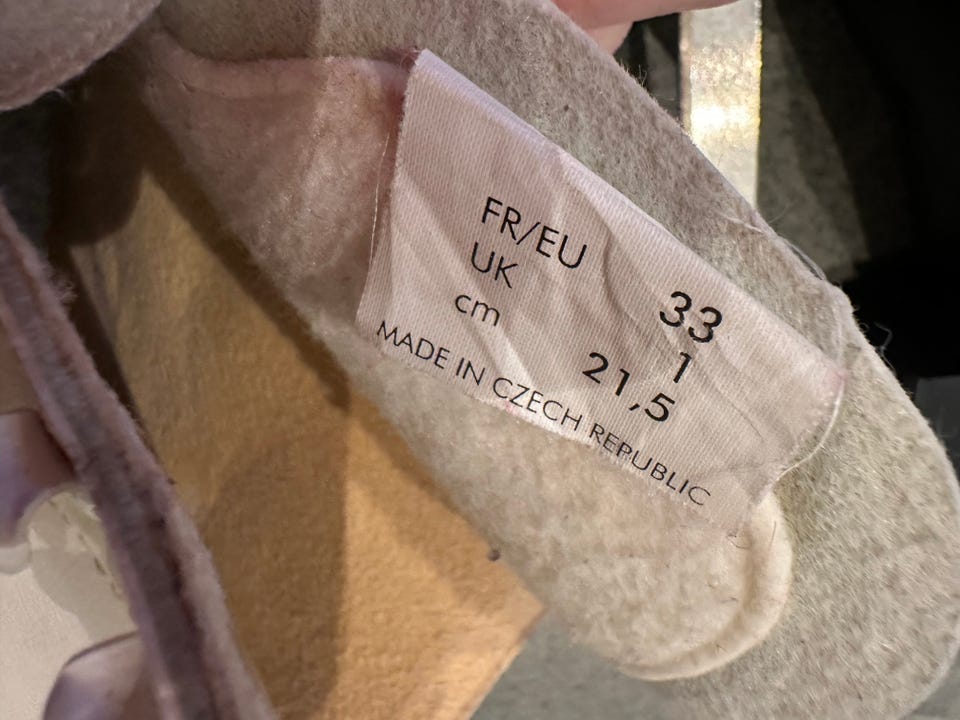 FR/EU 33
UK 1
cm 21,5
MADE IN CZECH REPUBLIC